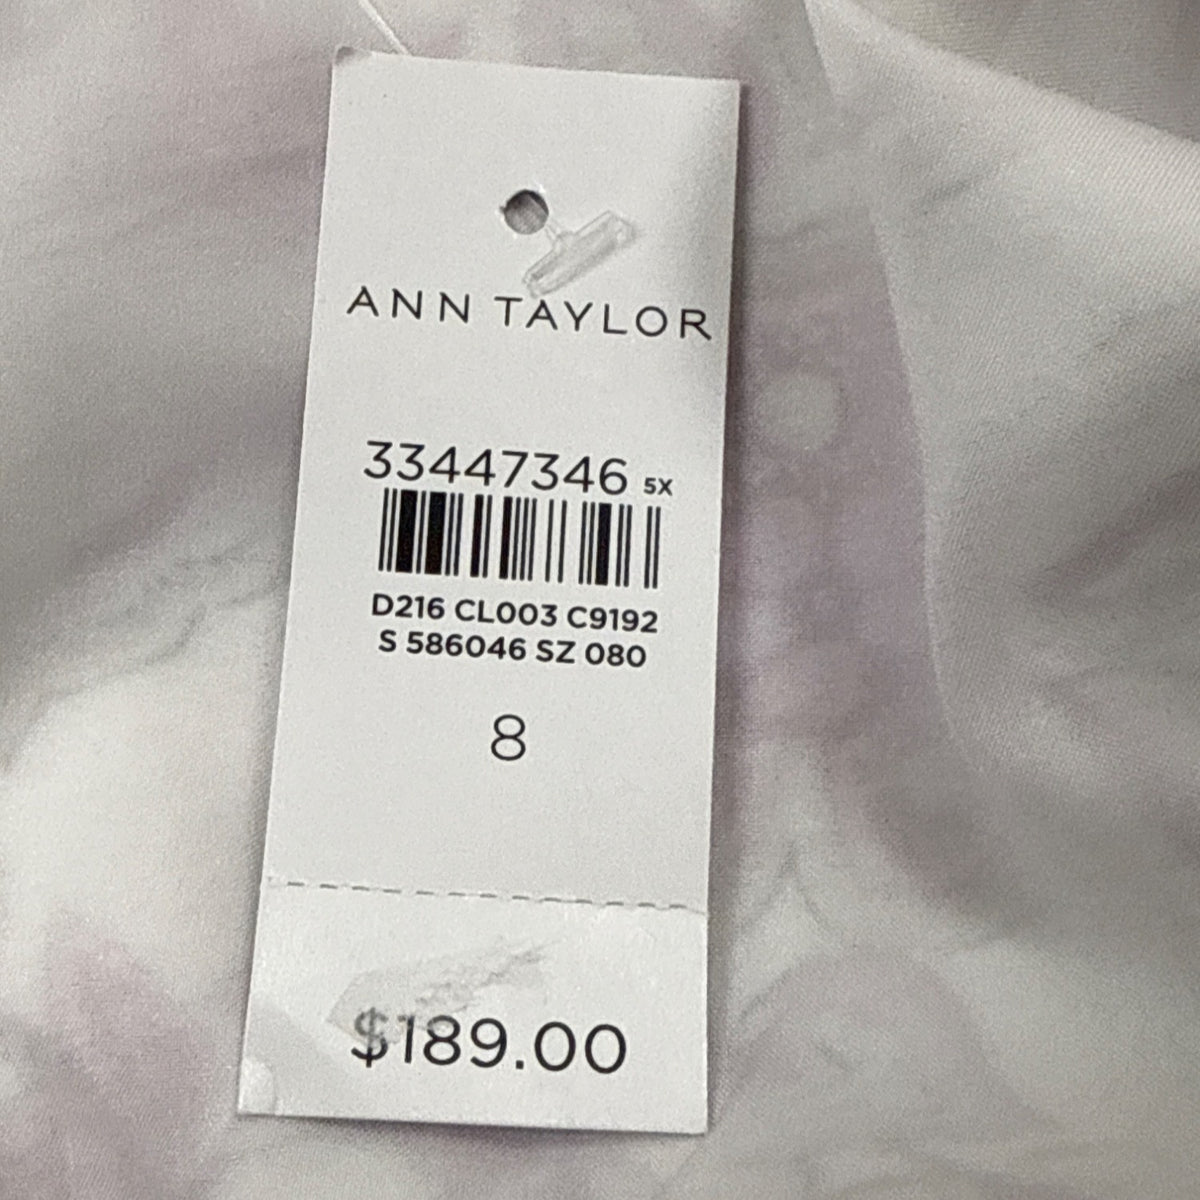 ANN TAYLOR
33447346 5X
D216 CL003 C9192
S 586046 SZ 080
8
$189.00